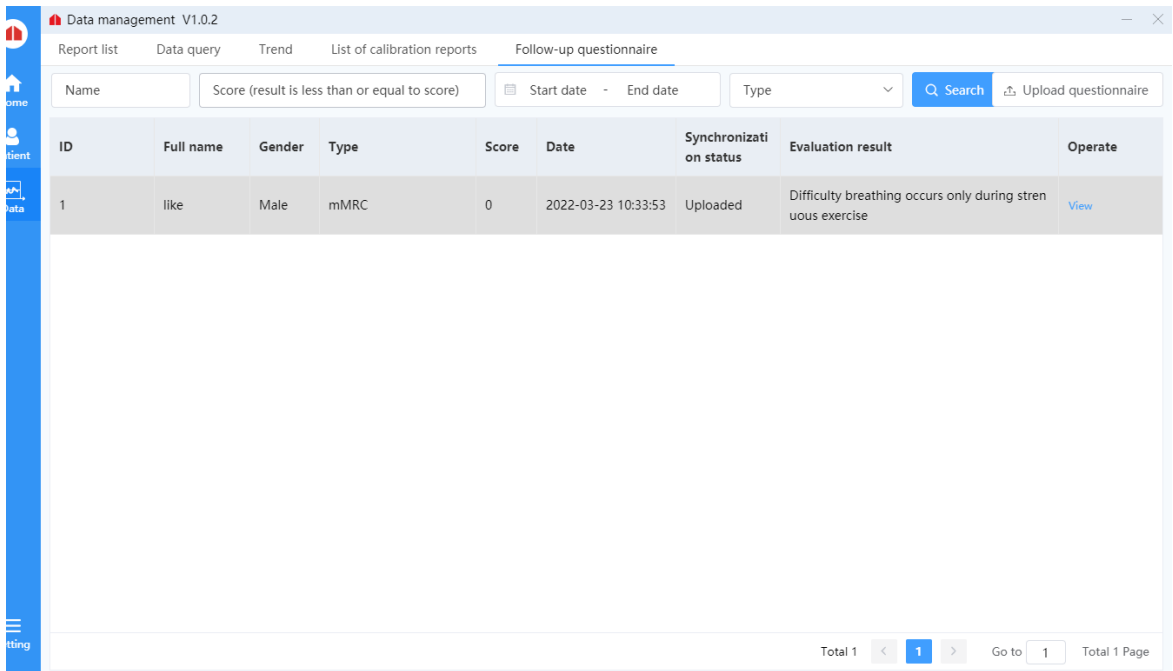 Data management V1.0.2
Report list Data query Trend List of calibration reports Follow-up questionnaire
Name Score (result is less than or equal to score) Start date - End date Type Search Upload questionnaire
ome
tient
Data
ID Full name Gender Type Score Date Synchronizati on status Evaluation result Operate
1 like Male mMRC 0 2022-03-23 10:33:53 Uploaded Difficulty breathing occurs only during stren View
uous exercise
tting
Total 1 < 1 > Go to 1 Total 1 Page